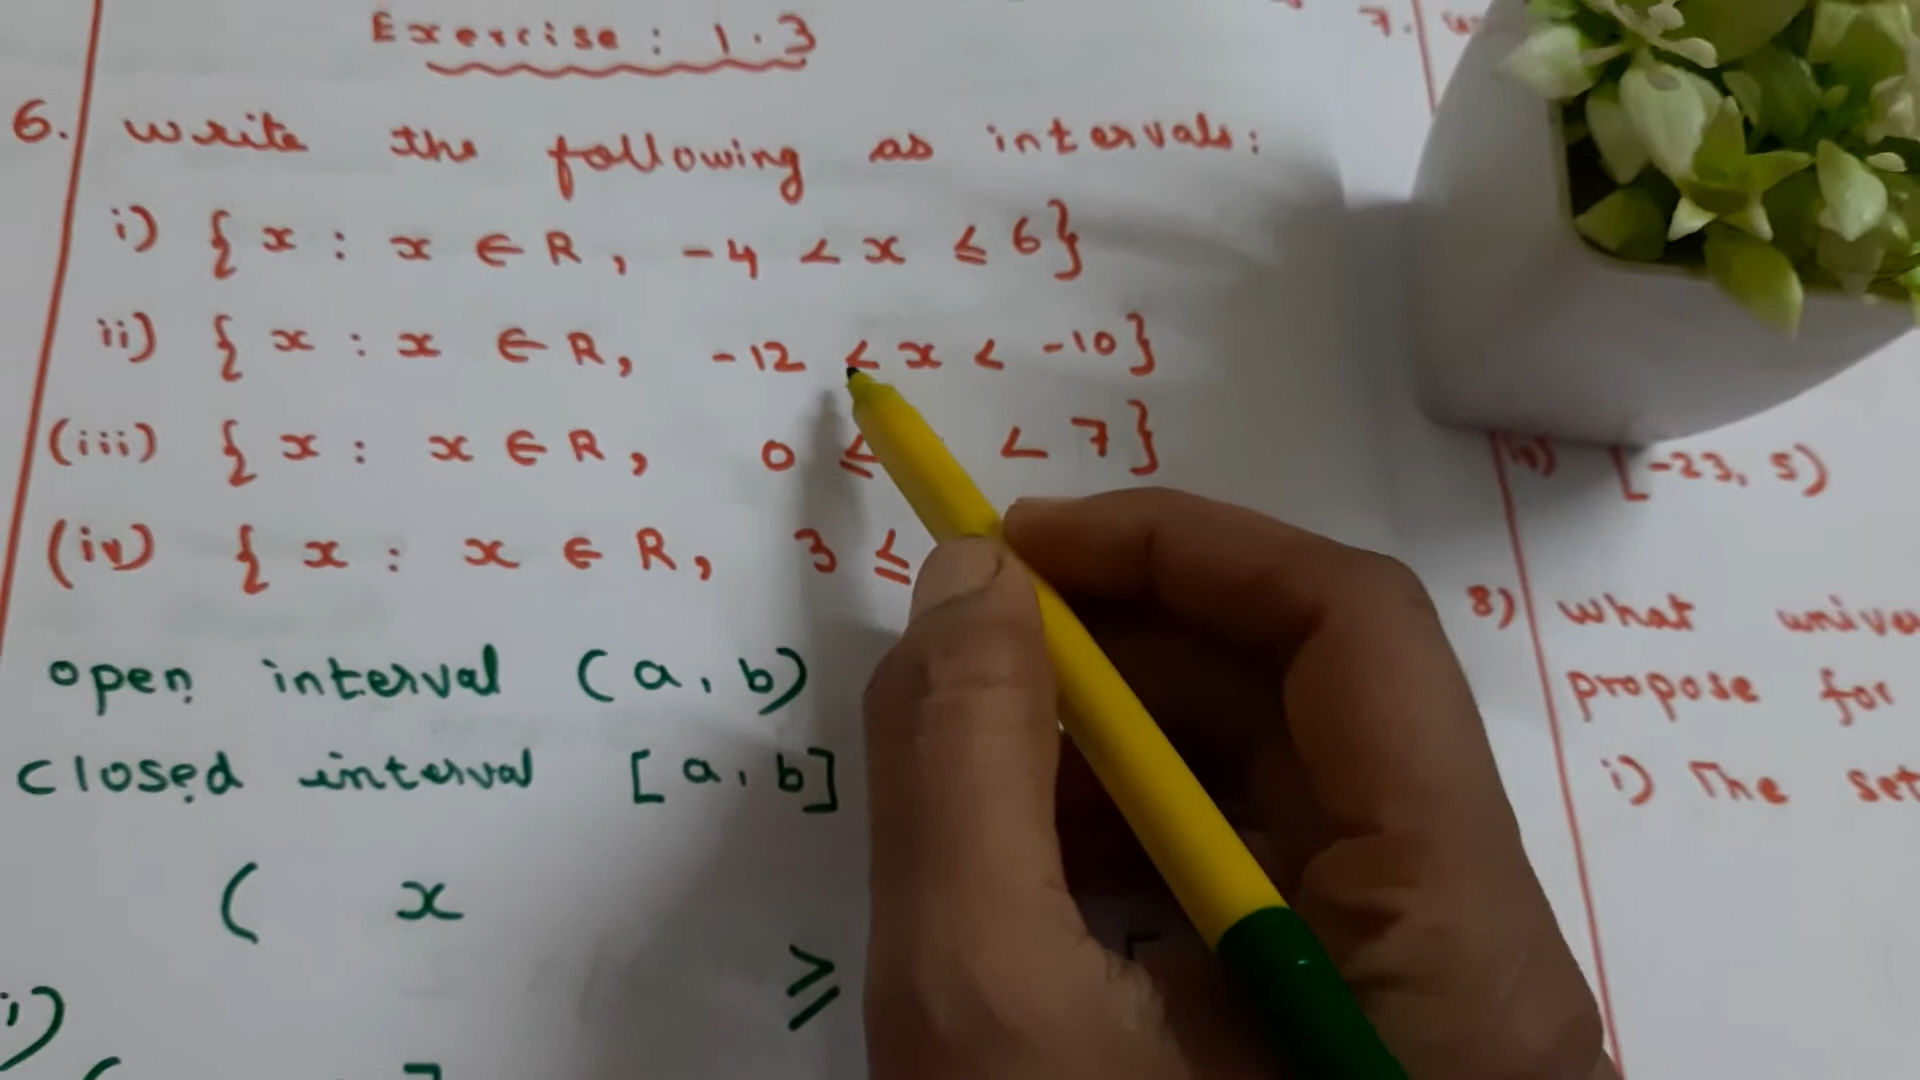 Exercise : 1.3
6. write the following as intervals:
i) { x : x ∈ R, -4 < x ≤ 6}
ii) { x : x ∈ R, -12 < x < -10}
(iii) { x : x ∈ R, 0 ≤ < 7}
(iv) { x : x ∈ R, 3 ≤
open interval (a, b)
closed interval [a, b]
( x
≥
i)
7.
iv) [-23, 5)
8) what
propose for
i) The set